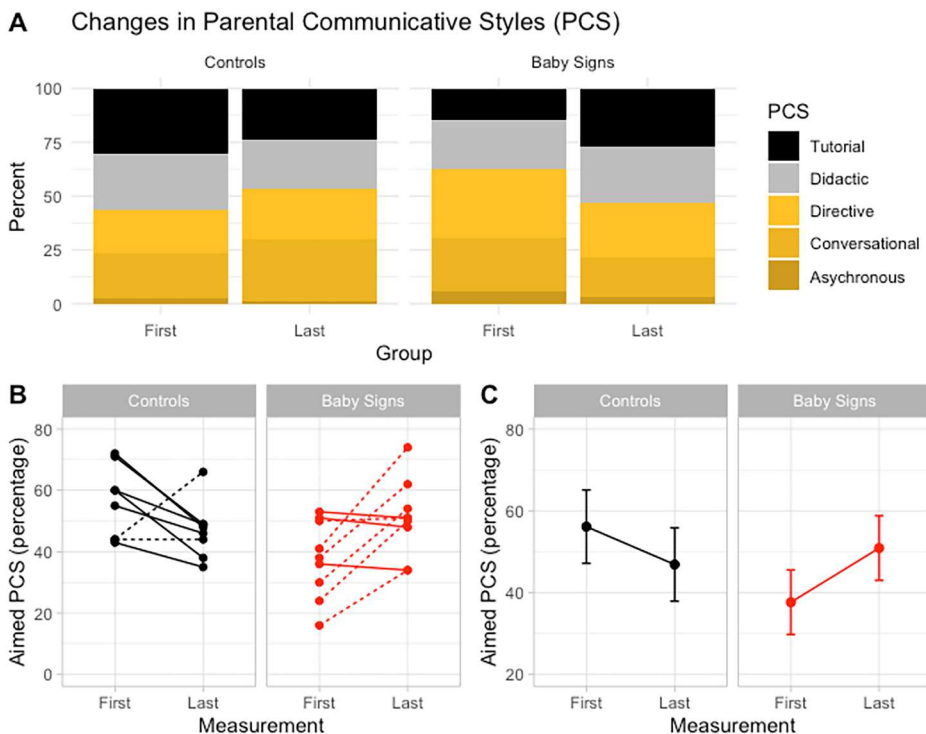 A Changes in Parental Communicative Styles (PCS)
Controls Baby Signs
Percent
100
75
50
25
0
First Last First Last
Group
PCS
Tutorial
Didactic
Directive
Conversational
Asychronous
B
Controls Baby Signs
Aimed PCS (percentage)
80
60
40
20
0
First Last First Last
Measurement
C
Controls Baby Signs
Aimed PCS (percentage)
80
60
40
20
First Last First Last
Measurement